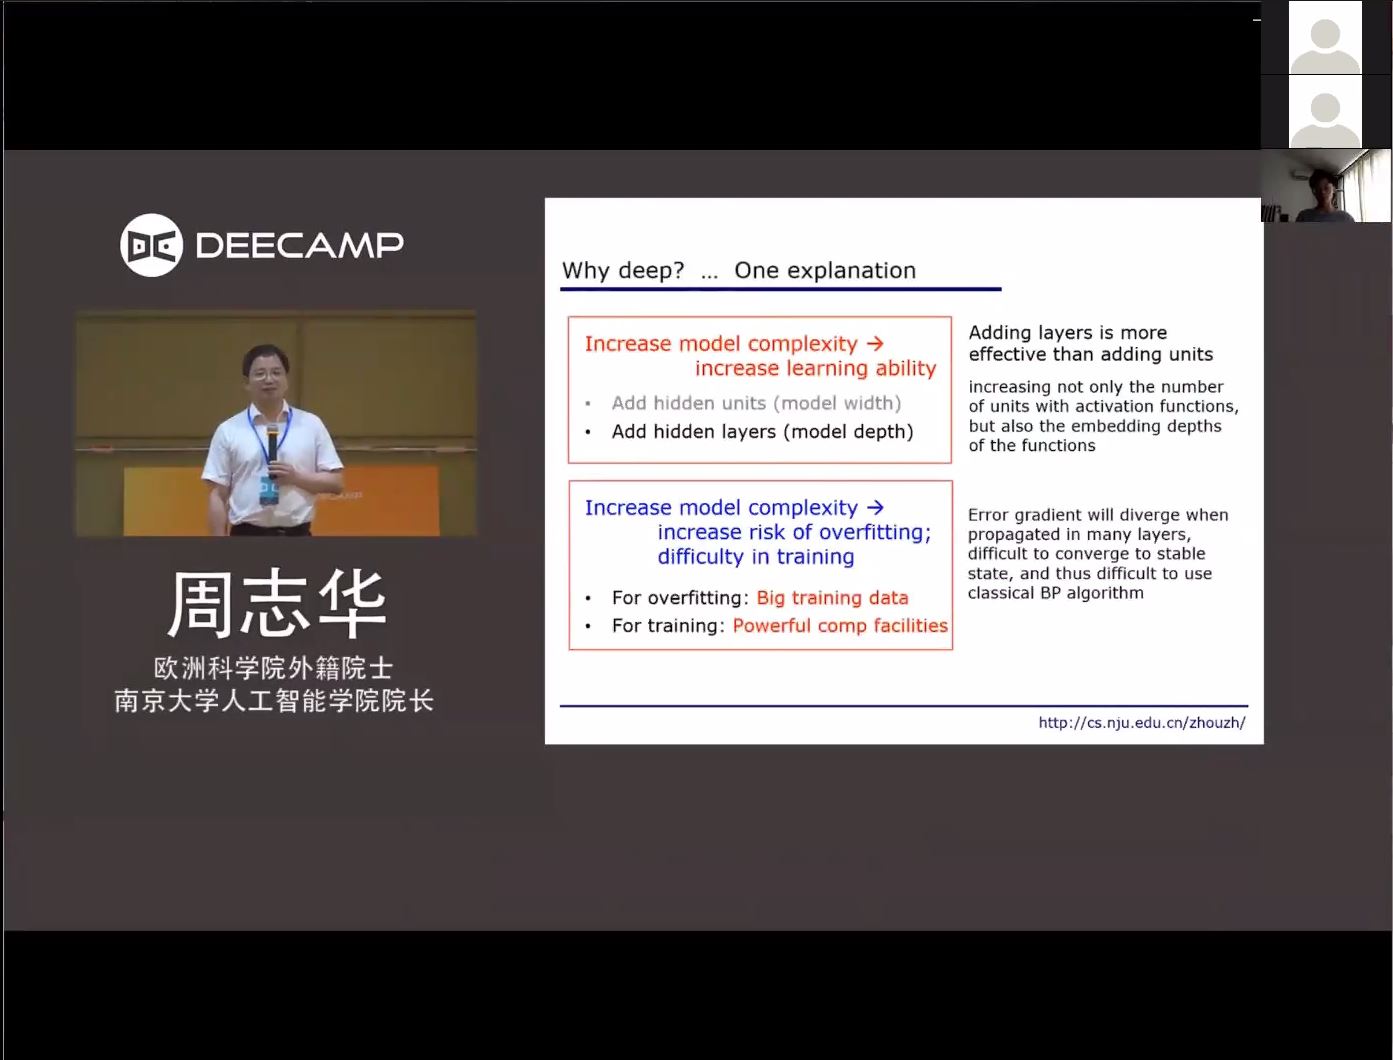 DEECAMP
周志华
欧洲科学院外籍院士
南京大学人工智能学院院长
Why deep? ... One explanation
Increase model complexity →
increase learning ability
• Add hidden units (model width)
• Add hidden layers (model depth)
Adding layers is more
effective than adding units
increasing not only the number
of units with activation functions,
but also the embedding depths
of the functions
Increase model complexity →
increase risk of overfitting;
difficulty in training
• For overfitting: Big training data
• For training: Powerful comp facilities
Error gradient will diverge when
propagated in many layers,
difficult to converge to stable
state, and thus difficult to use
classical BP algorithm
http://cs.nju.edu.cn/zhouzh/